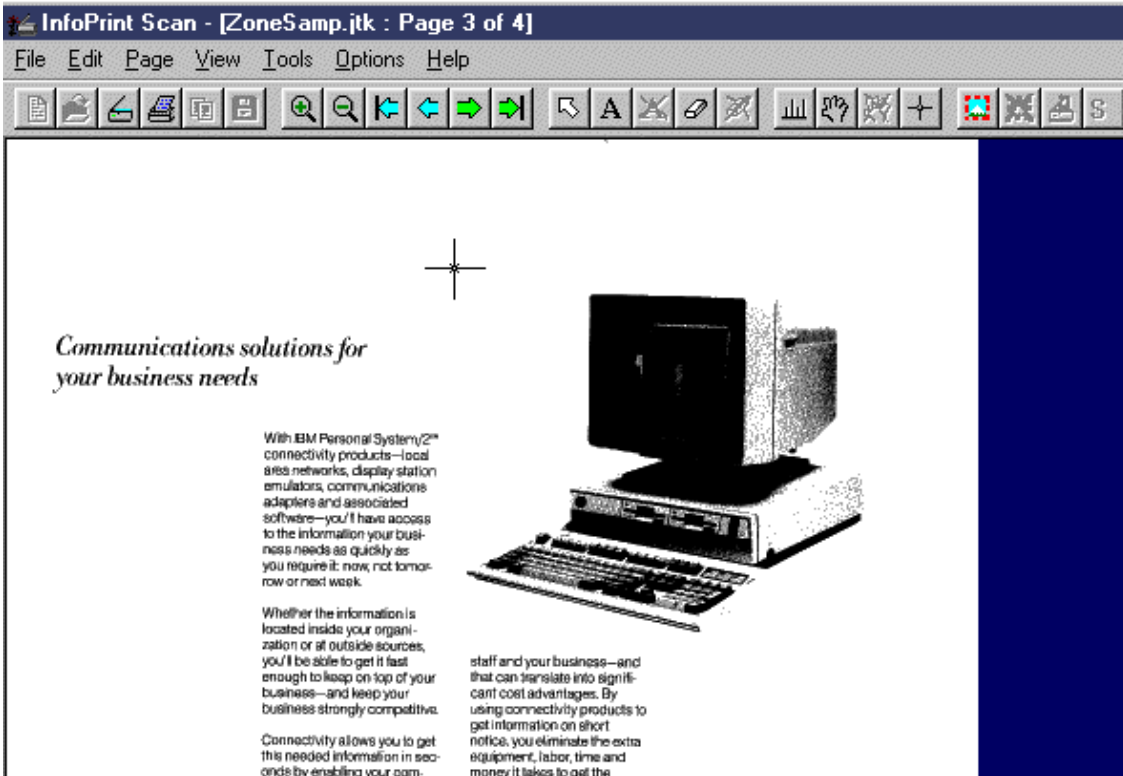 InfoPrint Scan - [ZoneSamp.jtk : Page 3 of 4]
File Edit Page View Tools Options Help
A S
Communications solutions for
your business needs
With IBM Personal System/2™
connectivity products—local
area networks, display station
emulators, communications
adapters and associated
software—you'll have access
to the information your busi-
ness needs as quickly as
you require it: now, not tomor-
row or next week.
Whether the information is
located inside your organi-
zation or at outside sources,
you'll be able to get it fast
enough to keep on top of your
business—and keep your
business strongly competitive.
Connectivity allows you to get
this needed information in sec-
onds by enabling your com-
staff and your business—and
that can translate into signifi-
cant cost advantages. By
using connectivity products to
get information on short
notice, you eliminate the extra
equipment, labor, time and
money it takes to get the